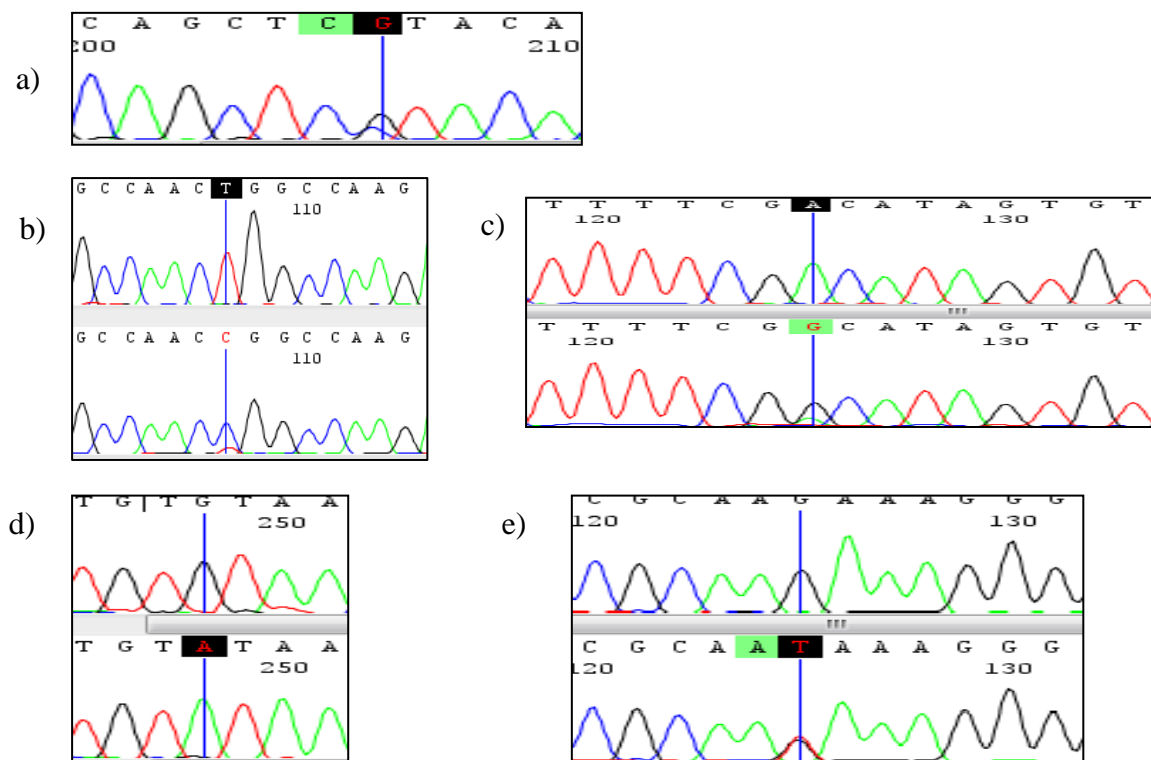 a)
C A G C T C G T A C A
200 210
b)
G C C A A C T G G C C A A G
110
G C C A A C C G G C C A A G
110
c)
T T T T C G A C A T A G T G T
120 130
T T T T C G G C A T A G T G T
120 130
d)
T G T G T A A
250
T G T A T A A
250
e)
C G C A A G A A A G G G
120 130
C G C A A T A A A G G G
120 130